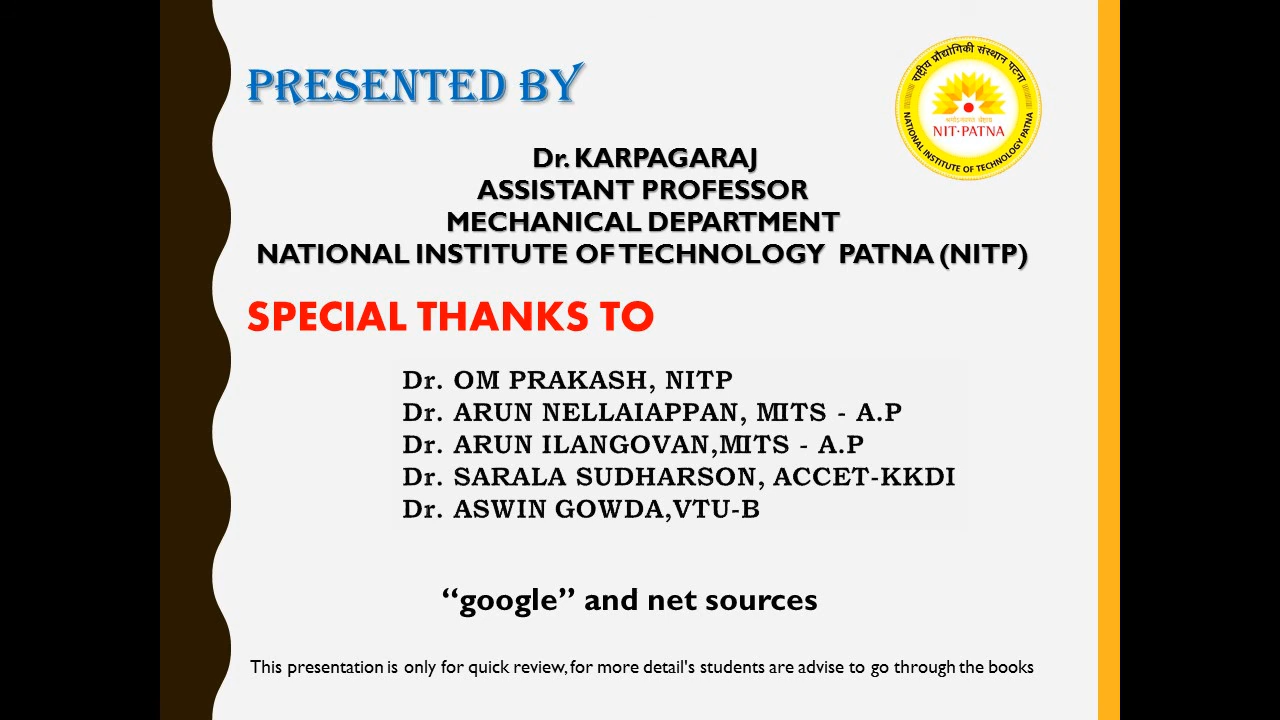 PRESENTED BY
राष्ट्रीय प्रौद्योगिकी संस्थान पटना
NIT-PATNA
NATIONAL INSTITUTE OF TECHNOLOGY PATNA
Dr. KARPAGARAJ
ASSISTANT PROFESSOR
MECHANICAL DEPARTMENT
NATIONAL INSTITUTE OF TECHNOLOGY PATNA (NITP)
SPECIAL THANKS TO
Dr. OM PRAKASH, NITP
Dr. ARUN NELLAIAPPAN, MITS - A.P
Dr. ARUN ILANGOVAN,MITS - A.P
Dr. SARALA SUDHARSON, ACCET-KKDI
Dr. ASWIN GOWDA,VTU-B
“google” and net sources
This presentation is only for quick review, for more detail's students are advise to go through the books